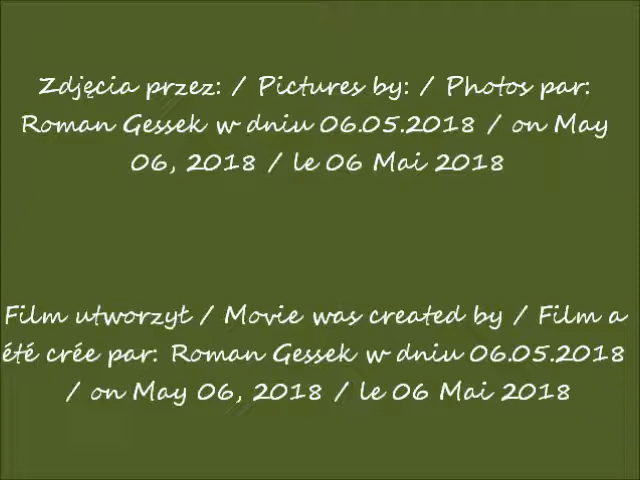 Zdjęcia przez: / Pictures by: / Photos par:
Roman Gessek w dniu 06.05.2018 / on May
06, 2018 / le 06 Mai 2018
Film utworzył / Movie was created by / Film a
été crée par: Roman Gessek w dniu 06.05.2018
/ on May 06, 2018 / le 06 Mai 2018